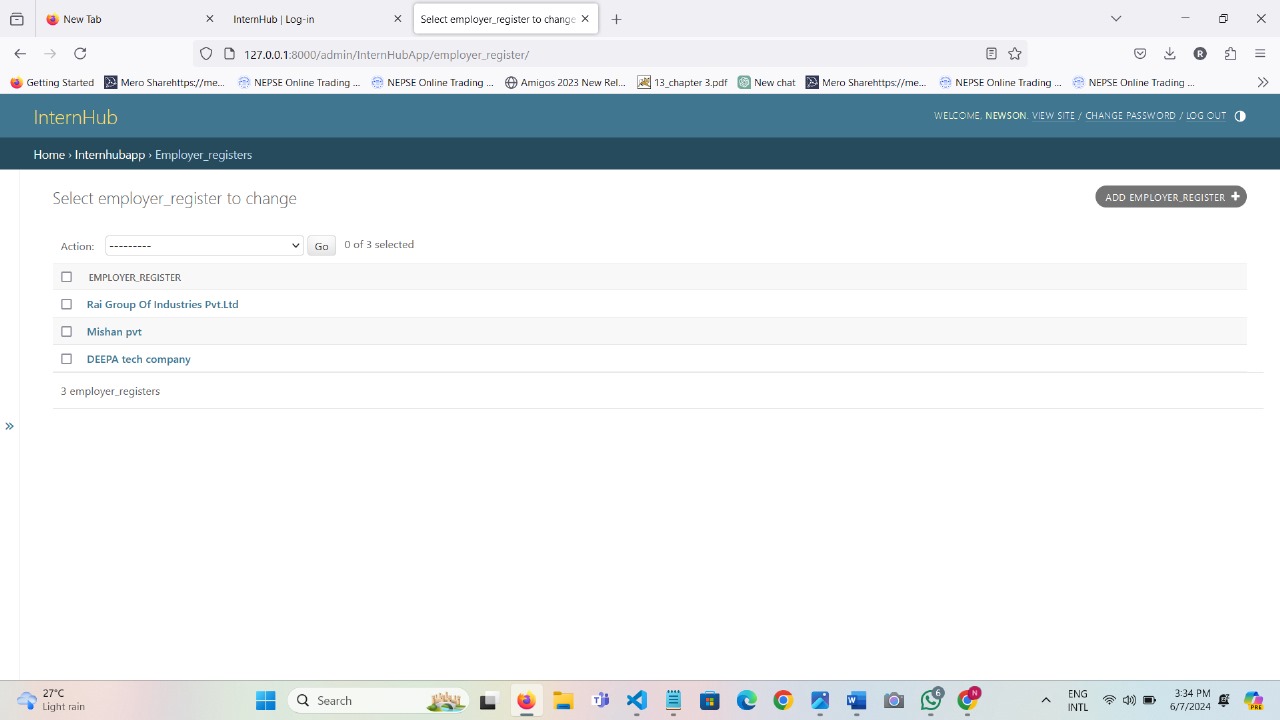 New Tab
InternHub | Log-in
Select employer_register to change
127.0.0.1:8000/admin/InternHubApp/employer_register/
R
Getting Started
Mero Sharehttps://me...
NEPSE Online Trading ...
NEPSE Online Trading ...
Amigos 2023 New Rel...
13_chapter 3.pdf
New chat
Mero Sharehttps://me...
NEPSE Online Trading ...
NEPSE Online Trading ...
InternHub
WELCOME, NEWSON. VIEW SITE / CHANGE PASSWORD / LOG OUT
Home › Internhubapp › Employer_registers
Select employer_register to change
ADD EMPLOYER_REGISTER +
Action: --------- Go 0 of 3 selected
EMPLOYER_REGISTER
Rai Group Of Industries Pvt.Ltd
Mishan pvt
DEEPA tech company
3 employer_registers
»
27°C
Light rain
Search
6
N
ENG
INTL
3:34 PM
6/7/2024
PRE